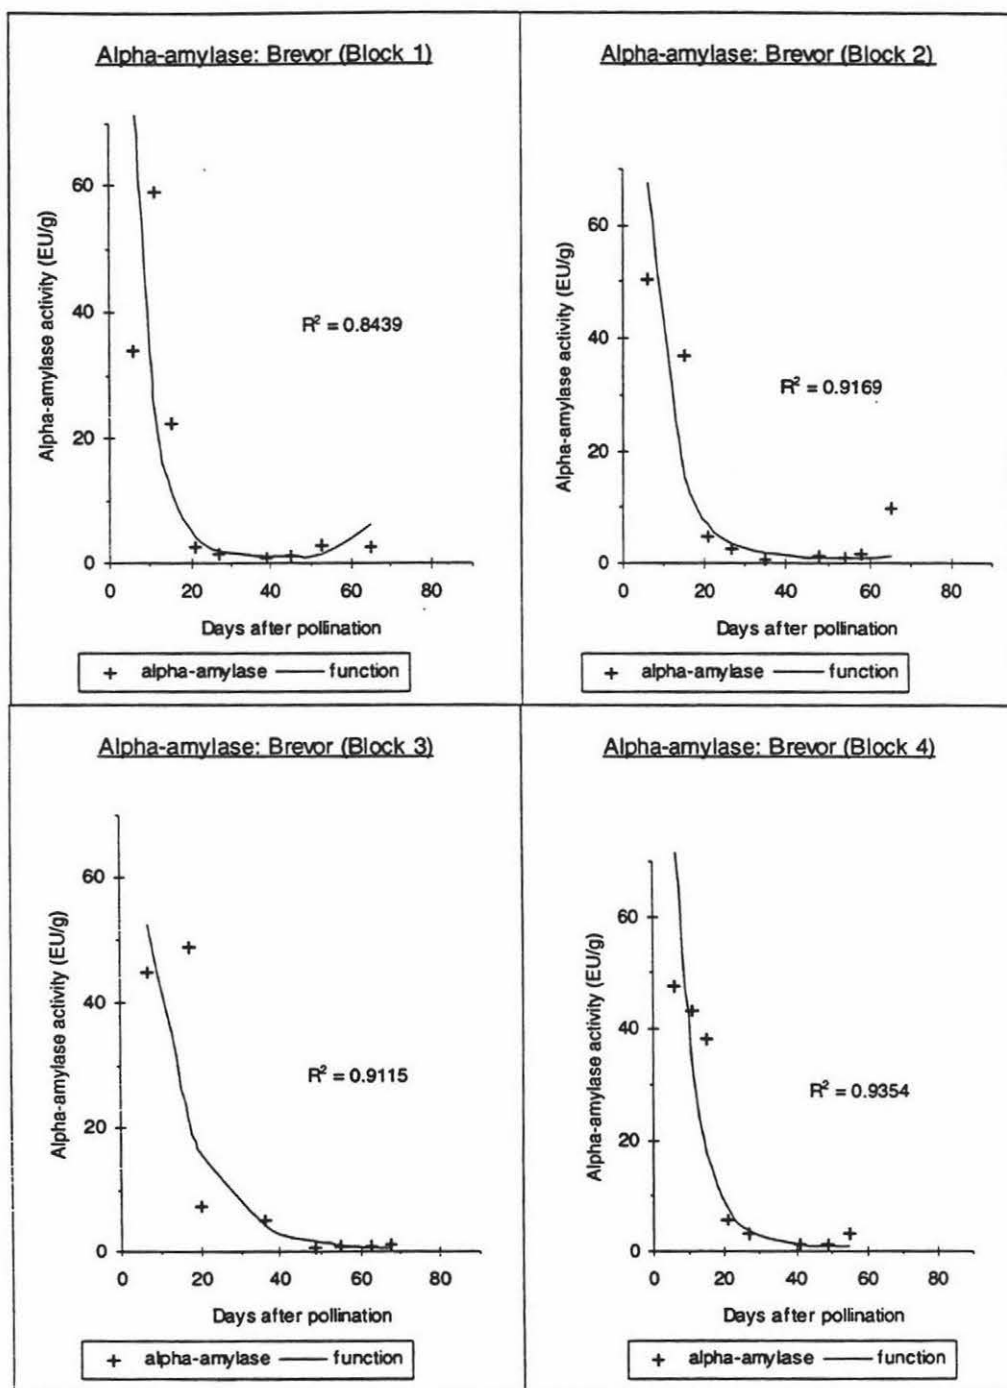 Alpha-amylase: Brevor (Block 1)
60
40
20
0
Alpha-amylase activity (EU/g)
R² = 0.8439
0 20 40 60 80
Days after pollination
alpha-amylase function
Alpha-amylase: Brevor (Block 2)
60
40
20
0
Alpha-amylase activity (EU/g)
R² = 0.9169
0 20 40 60 80
Days after pollination
alpha-amylase function
Alpha-amylase: Brevor (Block 3)
60
40
20
0
Alpha-amylase activity (EU/g)
R² = 0.9115
0 20 40 60 80
Days after pollination
alpha-amylase function
Alpha-amylase: Brevor (Block 4)
60
40
20
0
Alpha-amylase activity (EU/g)
R² = 0.9354
0 20 40 60 80
Days after pollination
alpha-amylase function